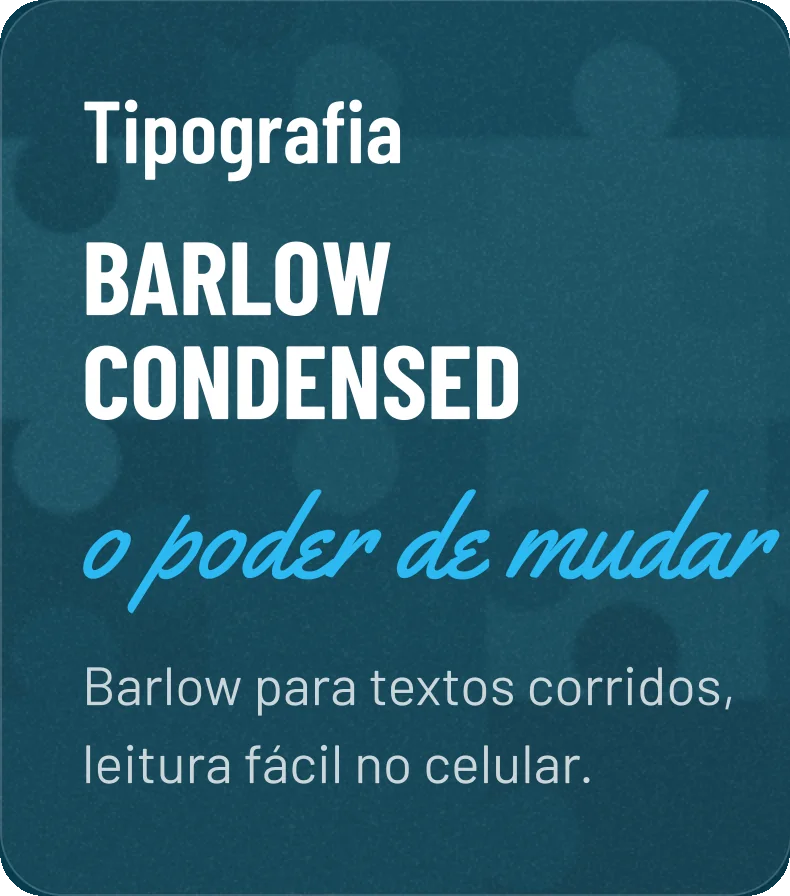 Tipografia
BARLOW
CONDENSED
o poder de mudar
Barlow para textos corridos,
leitura fácil no celular.